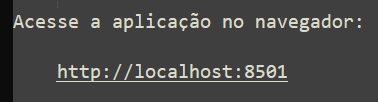 Acesse a aplicação no navegador:
http://localhost:8501